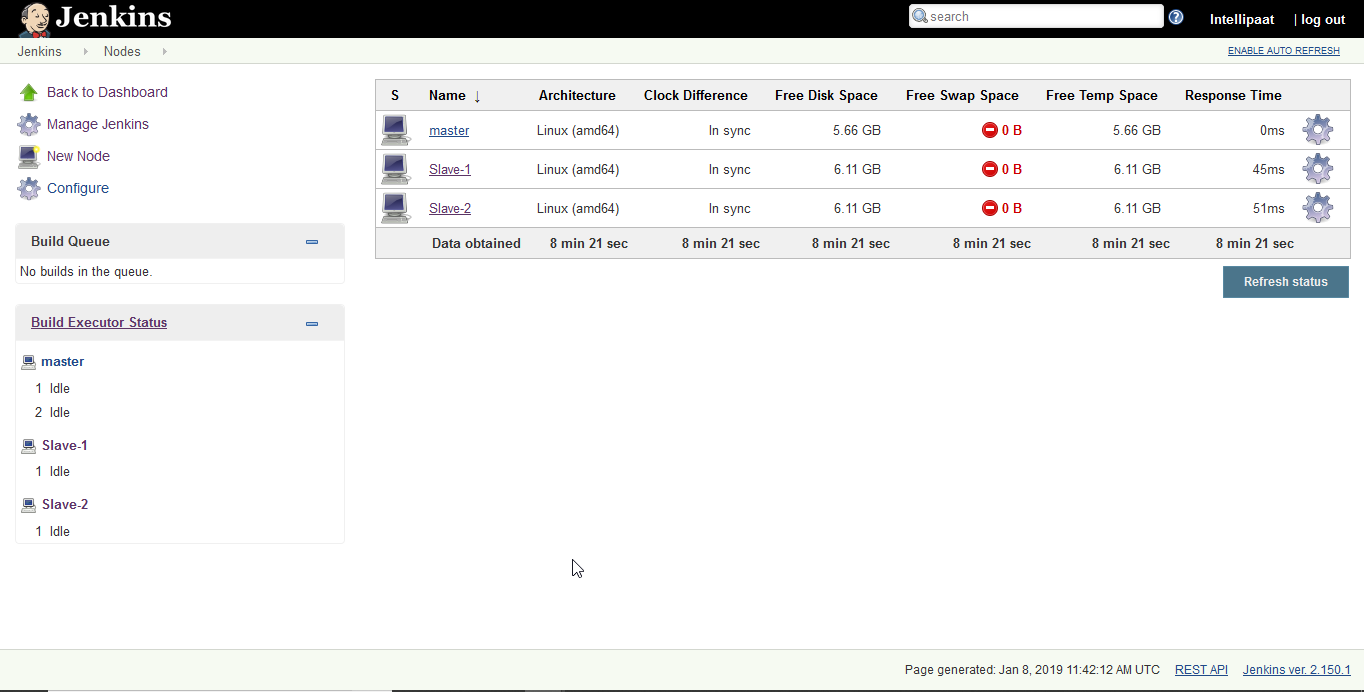 Jenkins
search
Intellipaat | log out
Jenkins Nodes
ENABLE AUTO REFRESH
Back to Dashboard
Manage Jenkins
New Node
Configure
Build Queue
No builds in the queue.
Build Executor Status
master
1 Idle
2 Idle
Slave-1
1 Idle
Slave-2
1 Idle
S Name ↓ Architecture Clock Difference Free Disk Space Free Swap Space Free Temp Space Response Time
master Linux (amd64) In sync 5.66 GB 0 B 5.66 GB 0ms
Slave-1 Linux (amd64) In sync 6.11 GB 0 B 6.11 GB 45ms
Slave-2 Linux (amd64) In sync 6.11 GB 0 B 6.11 GB 51ms
Data obtained 8 min 21 sec 8 min 21 sec 8 min 21 sec 8 min 21 sec 8 min 21 sec 8 min 21 sec
Refresh status
Page generated: Jan 8, 2019 11:42:12 AM UTC REST API Jenkins ver. 2.150.1